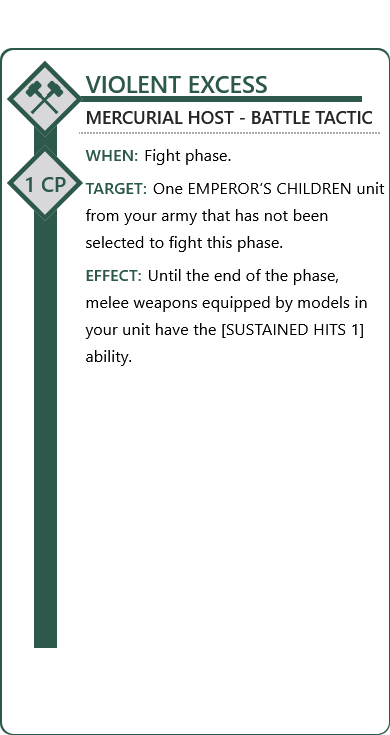 VIOLENT EXCESS
MERCURIAL HOST - BATTLE TACTIC
1 CP
WHEN: Fight phase.
TARGET: One EMPEROR’S CHILDREN unit
from your army that has not been
selected to fight this phase.
EFFECT: Until the end of the phase,
melee weapons equipped by models in
your unit have the [SUSTAINED HITS 1]
ability.